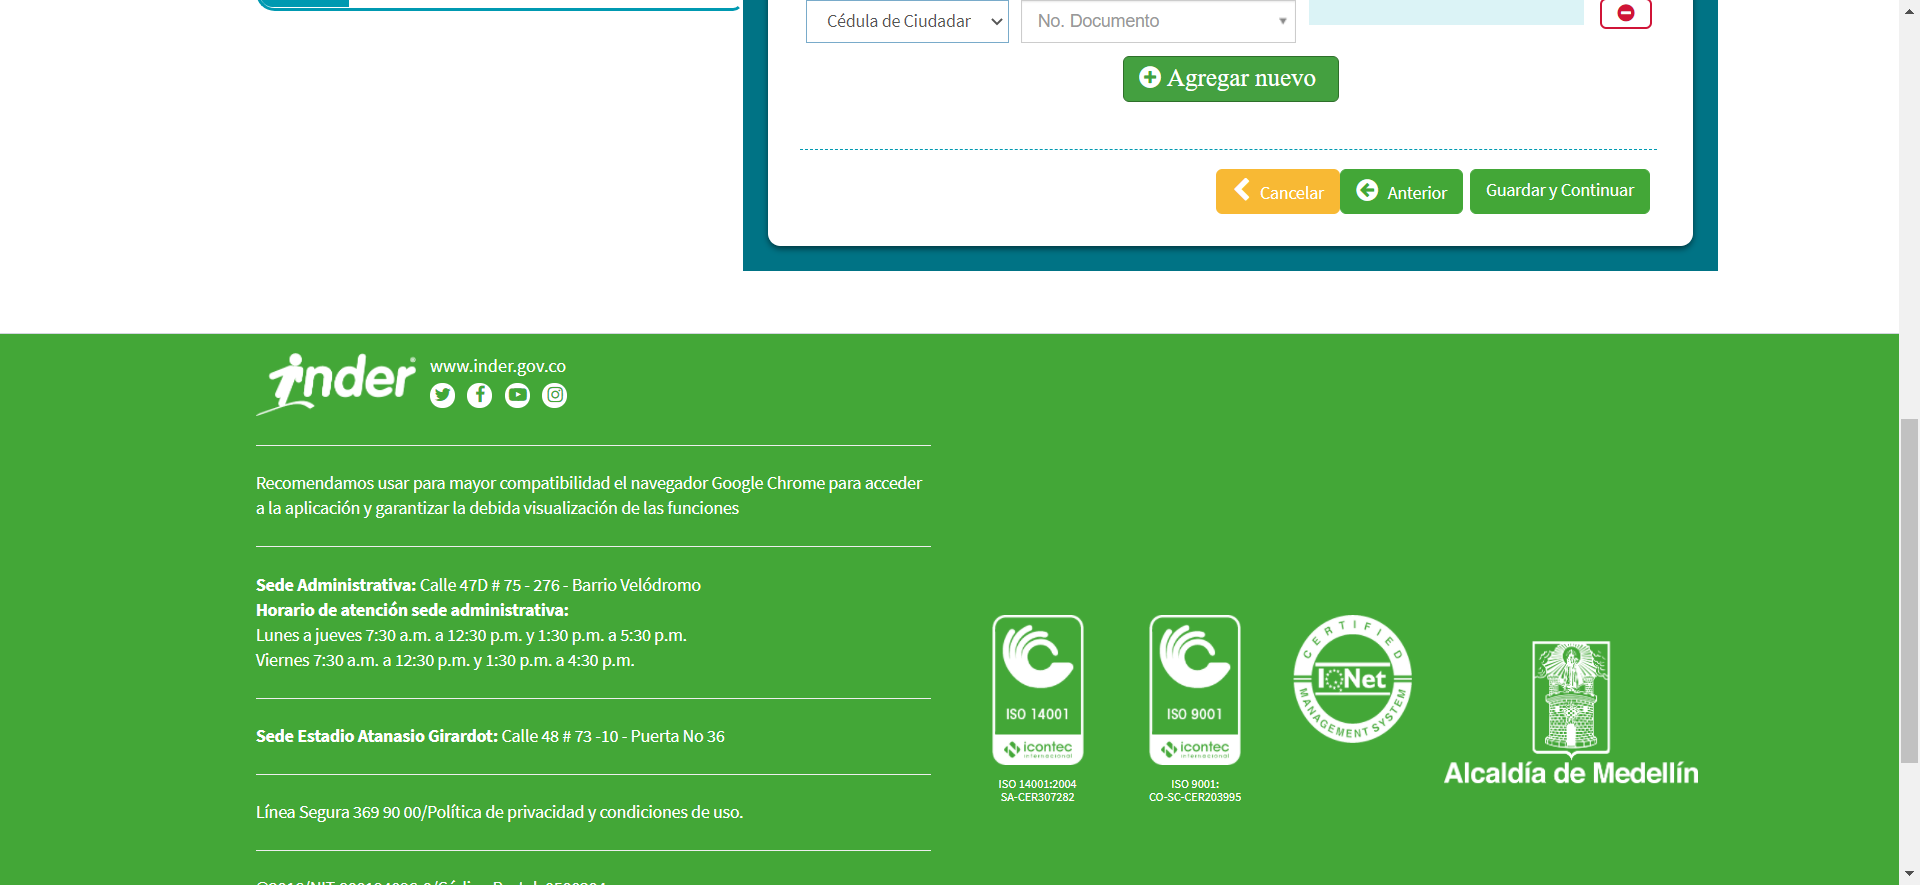 Cédula de Ciudadar
No. Documento
Agregar nuevo
Cancelar
Anterior
Guardar y Continuar
inder
www.inder.gov.co
Recomendamos usar para mayor compatibilidad el navegador Google Chrome para acceder
a la aplicación y garantizar la debida visualización de las funciones
Sede Administrativa: Calle 47D # 75 - 276 - Barrio Velódromo
Horario de atención sede administrativa:
Lunes a jueves 7:30 a.m. a 12:30 p.m. y 1:30 p.m. a 5:30 p.m.
Viernes 7:30 a.m. a 12:30 p.m. y 1:30 p.m. a 4:30 p.m.
Sede Estadio Atanasio Girardot: Calle 48 # 73 -10 - Puerta No 36
Línea Segura 369 90 00/Política de privacidad y condiciones de uso.
ISO 14001
icontec
internacional
ISO 14001:2004
SA-CER307282
ISO 9001
icontec
internacional
ISO 9001:
CO-SC-CER203995
CERTIFIED
IQNet
MANAGEMENT SYSTEM
Alcaldía de Medellín